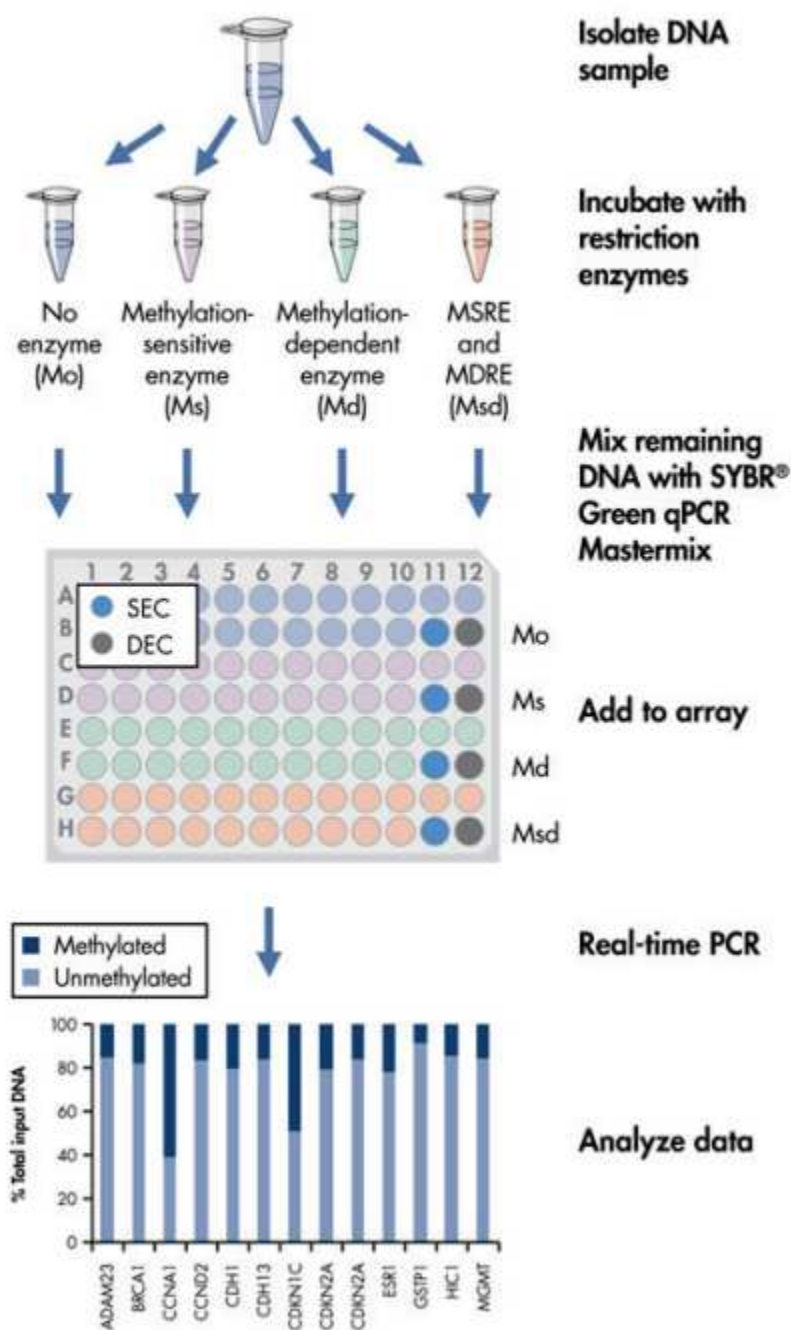 Isolate DNA
sample
Incubate with
restriction
enzymes
No
enzyme
(Mo)
Methylation-
sensitive
enzyme
(Ms)
Methylation-
dependent
enzyme
(Md)
MSRE
and
MDRE
(Msd)
Mix remaining
DNA with SYBR®
Green qPCR
Mastermix
1 2 3 4 5 6 7 8 9 10 11 12
A
B
C
D
E
F
G
H
SEC
DEC
Mo
Ms
Md
Msd
Add to array
Real-time PCR
Methylated
Unmethylated
% Total input DNA
100
80
60
40
20
0
ADAM23
BRCA1
CCNA1
CCND2
CDH1
CDH13
CDKN1C
CDKN2A
CDKN2A
ESR1
GSTP1
HIC1
MGMT
Analyze data